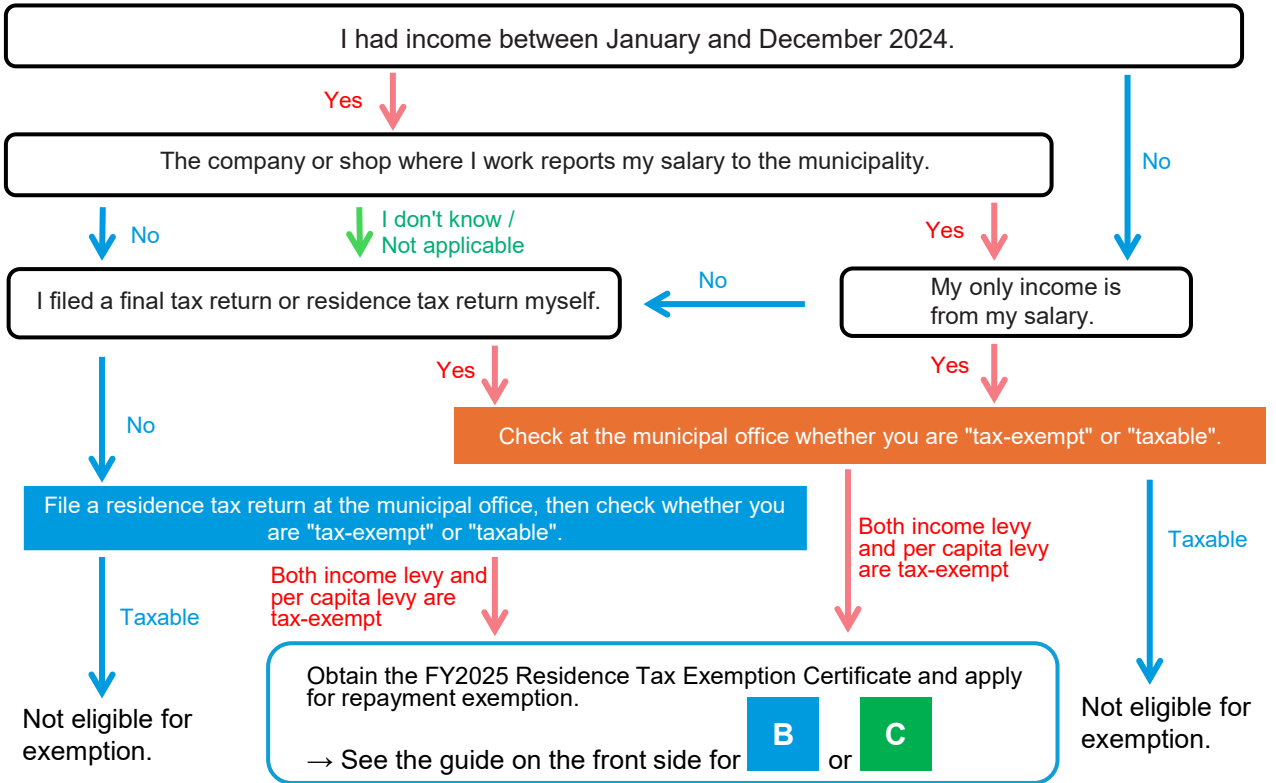 I had income between January and December 2024.
Yes
No
The company or shop where I work reports my salary to the municipality.
No
I don't know /
Not applicable
Yes
I filed a final tax return or residence tax return myself.
No
My only income is
from my salary.
No
Yes
Yes
Check at the municipal office whether you are "tax-exempt" or "taxable".
File a residence tax return at the municipal office, then check whether you
are "tax-exempt" or "taxable".
Both income levy
and per capita levy
are tax-exempt
Taxable
Both income levy and
per capita levy are
tax-exempt
Taxable
Obtain the FY2025 Residence Tax Exemption Certificate and apply
for repayment exemption.
→ See the guide on the front side for B or C
Not eligible for
exemption.
Not eligible for
exemption.